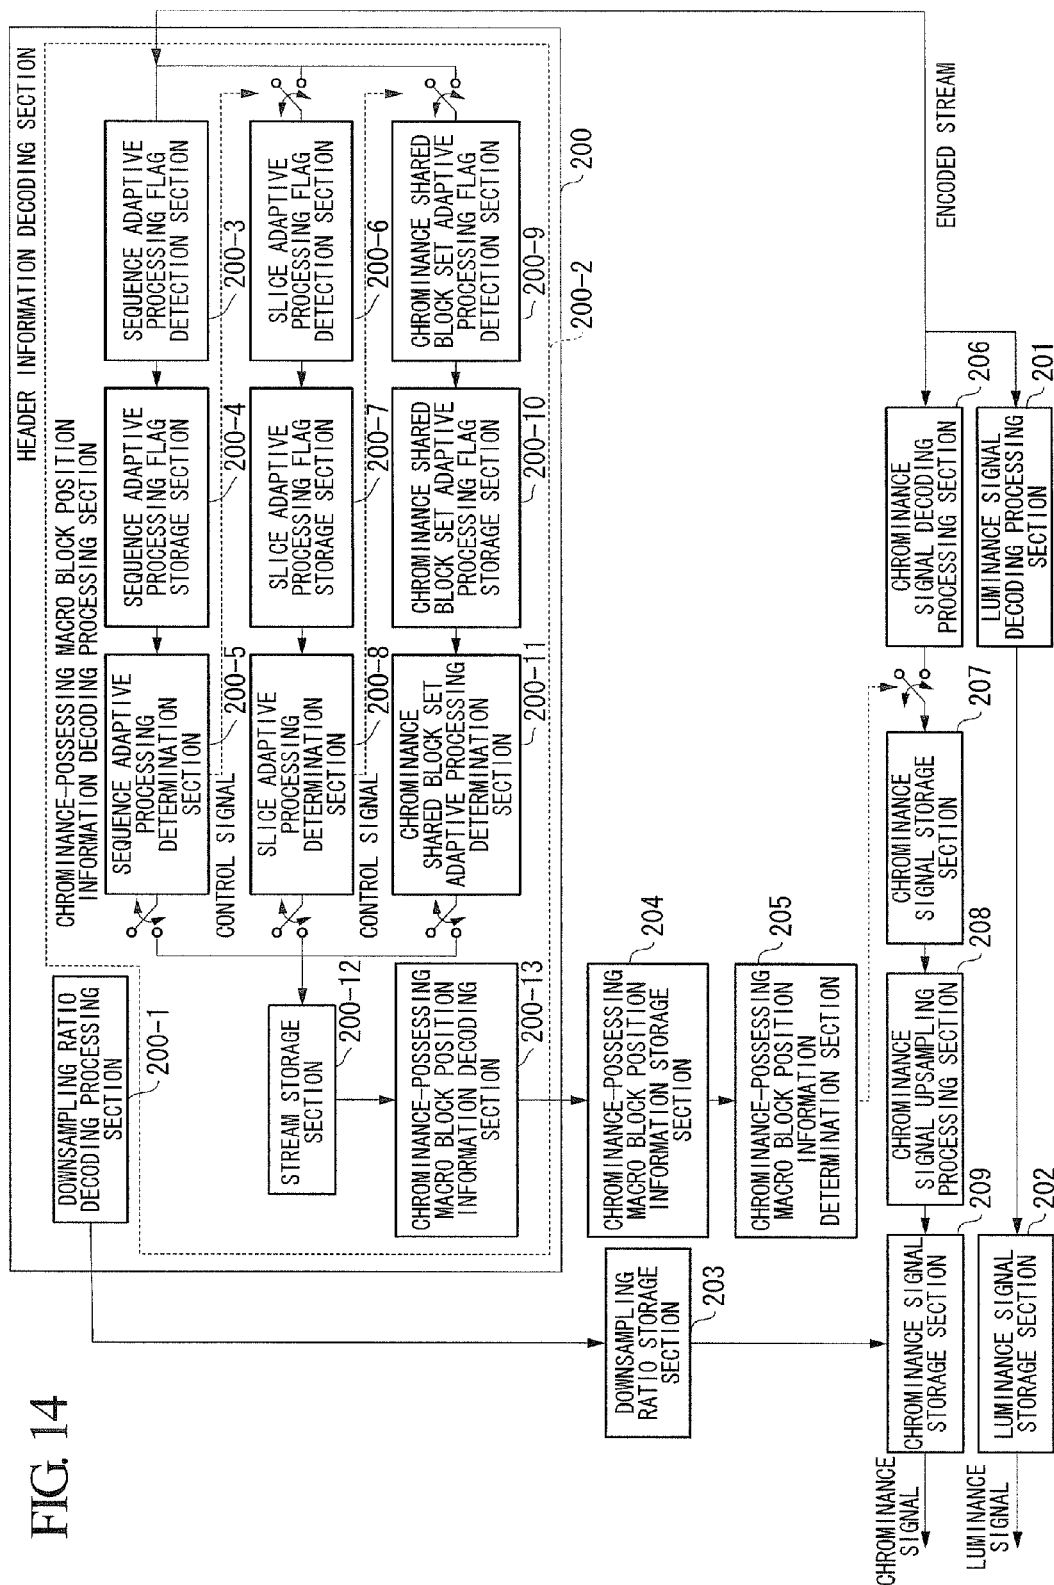 FIG. 14
HEADER INFORMATION DECODING SECTION
CHROMINANCE-POSSESSING MACRO BLOCK POSITION
INFORMATION DECODING PROCESSING SECTION
DOWNSAMPLING RATIO
DECODING PROCESSING
SECTION
200-1
SEQUENCE ADAPTIVE
PROCESSING
DETERMINATION
SECTION
200-5
SEQUENCE ADAPTIVE
PROCESSING FLAG
STORAGE SECTION
200-4
SEQUENCE ADAPTIVE
PROCESSING FLAG
DETECTION SECTION
200-3
CONTROL SIGNAL
SLICE ADAPTIVE
PROCESSING
DETERMINATION
SECTION
200-8
SLICE ADAPTIVE
PROCESSING FLAG
STORAGE SECTION
200-7
SLICE ADAPTIVE
PROCESSING FLAG
DETECTION SECTION
200-6
CONTROL SIGNAL
STREAM STORAGE
SECTION
200-12
CHROMINANCE-POSSESSING
MACRO BLOCK POSITION
INFORMATION DECODING
SECTION
200-13
CHROMINANCE
SHARED BLOCK SET
ADAPTIVE PROCESSING
DETERMINATION
SECTION
200-11
CHROMINANCE SHARED
BLOCK SET ADAPTIVE
PROCESSING FLAG
STORAGE SECTION
200-10
CHROMINANCE SHARED
BLOCK SET ADAPTIVE
PROCESSING FLAG
DETECTION SECTION
200-9
200-2
200
DOWNSAMPLING
RATIO STORAGE
SECTION
203
CHROMINANCE-POSSESSING
MACRO BLOCK POSITION
INFORMATION STORAGE
SECTION
204
CHROMINANCE-POSSESSING
MACRO BLOCK POSITION
INFORMATION
DETERMINATION SECTION
205
ENCODED STREAM
CHROMINANCE
SIGNAL
CHROMINANCE SIGNAL
STORAGE SECTION
209
CHROMINANCE
SIGNAL UPSAMPLING
PROCESSING SECTION
208
CHROMINANCE
SIGNAL STORAGE
SECTION
207
CHROMINANCE
SIGNAL DECODING
PROCESSING SECTION
206
LUMINANCE
SIGNAL
LUMINANCE SIGNAL
STORAGE SECTION
202
LUMINANCE SIGNAL
DECODING PROCESSING
SECTION
201